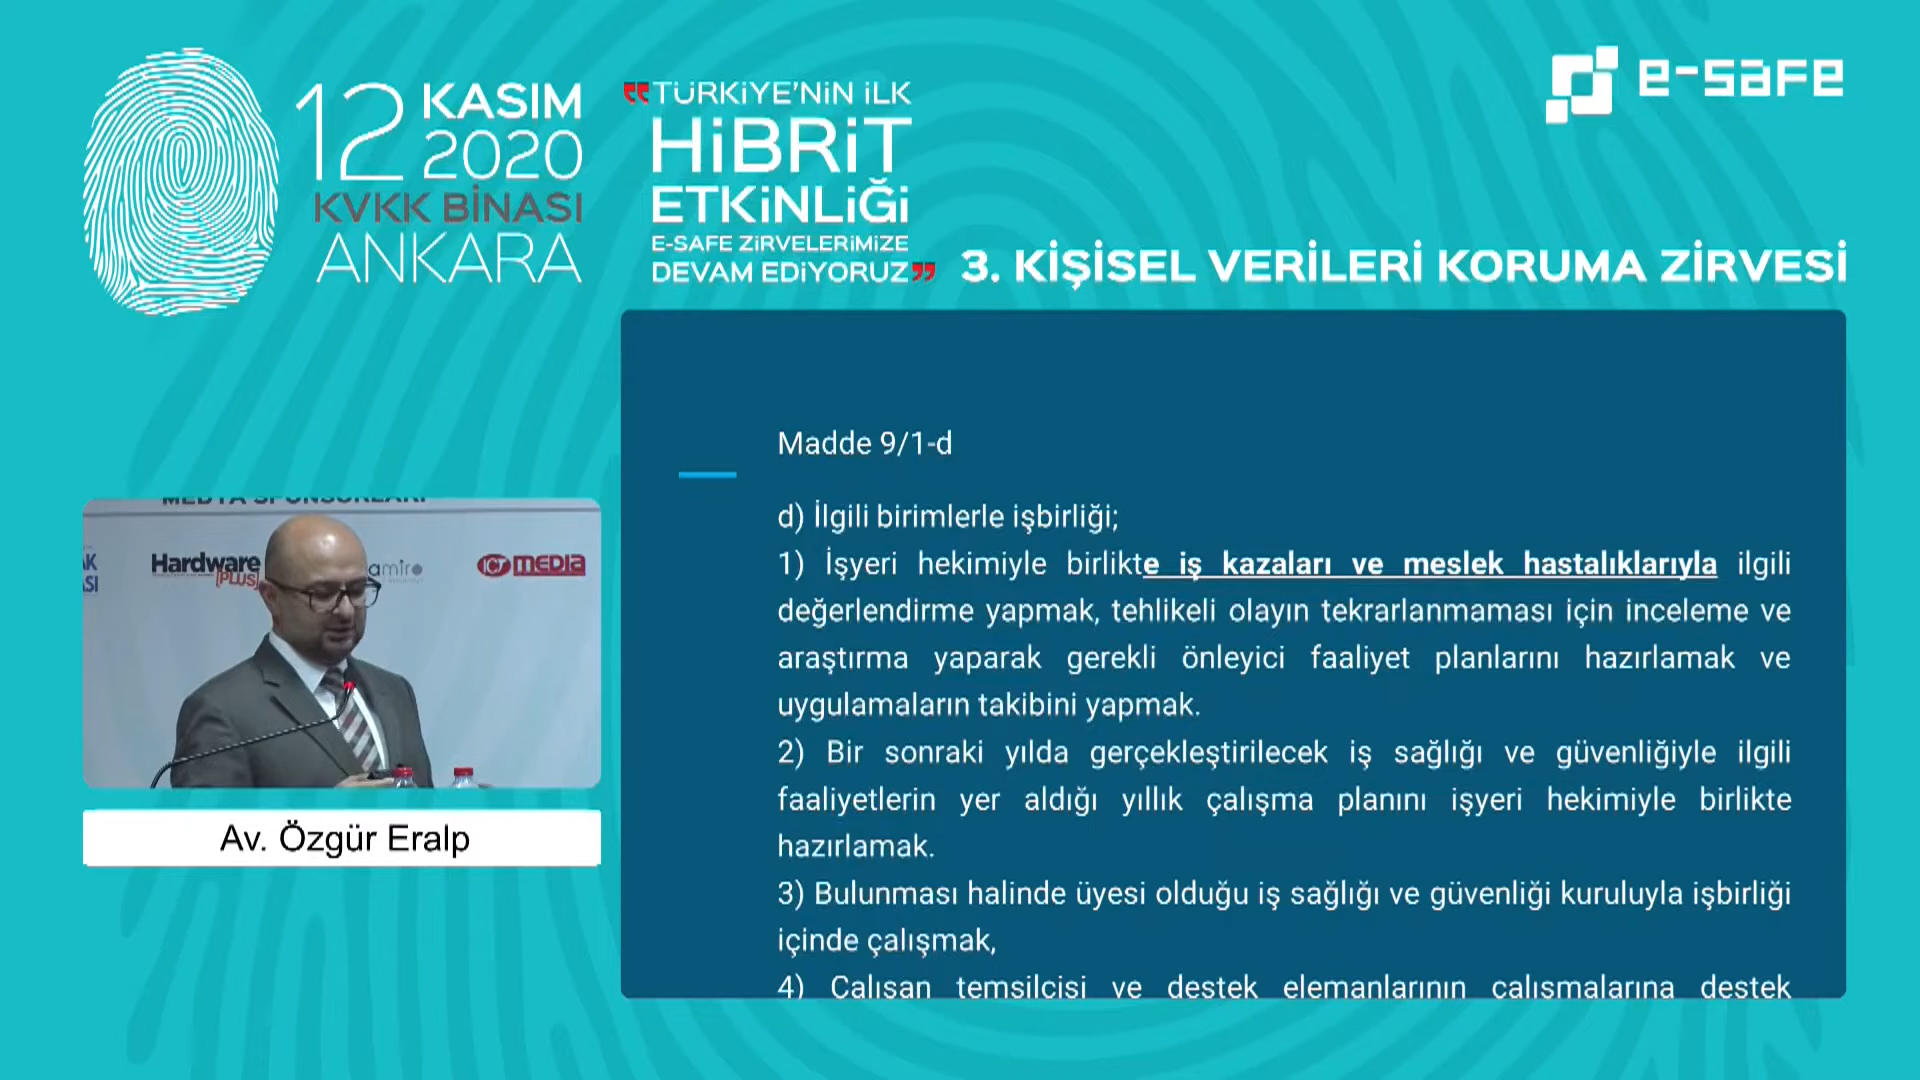 12 KASIM
2020
KVKK BİNASI
ANKARA
TÜRKİYE'NİN İLK
HİBRİT
ETKİNLİĞİ
E-SAFE ZİRVELERİMİZE
DEVAM EDİYORUZ
e-safe
3. KİŞİSEL VERİLERİ KORUMA ZİRVESİ
Madde 9/1-d
d) İlgili birimlerle işbirliği;
1) İşyeri hekimiyle birlikte iş kazaları ve meslek hastalıklarıyla ilgili
değerlendirme yapmak, tehlikeli olayın tekrarlanmaması için inceleme ve
araştırma yaparak gerekli önleyici faaliyet planlarını hazırlamak ve
uygulamaların takibini yapmak.
2) Bir sonraki yılda gerçekleştirilecek iş sağlığı ve güvenliğiyle ilgili
faaliyetlerin yer aldığı yıllık çalışma planını işyeri hekimiyle birlikte
hazırlamak.
3) Bulunması halinde üyesi olduğu iş sağlığı ve güvenliği kuruluyla işbirliği
içinde çalışmak,
4) Çalışan temsilcisi ve destek elemanlarının çalışmalarına destek
MEDYA SPONSORLARI
Hardware
[PLUS]
ICT MEDIA
Av. Özgür Eralp